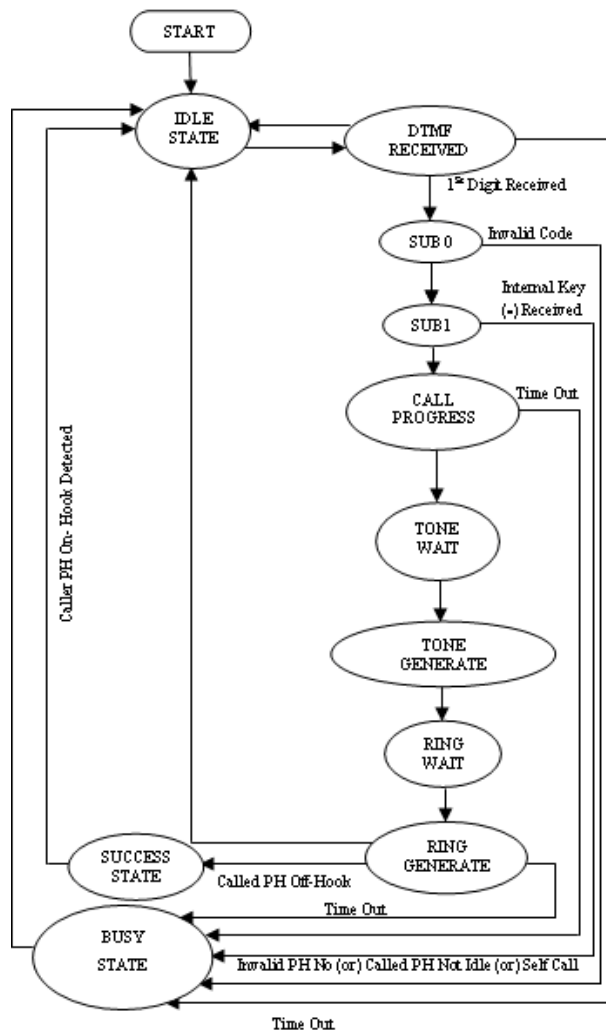 START
IDLE
STATE
DTMF
RECEIVED
1st Digit Received
SUB0
Invalid Code
Internal Key
(-) Received
SUB1
CALL
PROGRESS
Time Out
TONE
WAIT
Caller PH On- Hook Detected
TONE
GENERATE
RING
WAIT
RING
GENERATE
SUCCESS
STATE
Called PH Off-Hook
Time Out
BUSY
STATE
Invalid PH No (or) Called PH Not Idle (or) Self Call
Time Out